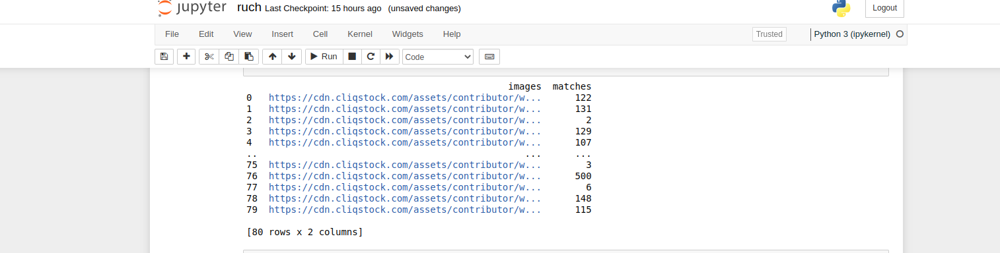 jupyter ruch Last Checkpoint: 15 hours ago (unsaved changes) Logout
File Edit View Insert Cell Kernel Widgets Help Trusted Python 3 (ipykernel)
Run Code
images matches
0 https://cdn.cliqstock.com/assets/contributor/w... 122
1 https://cdn.cliqstock.com/assets/contributor/w... 131
2 https://cdn.cliqstock.com/assets/contributor/w... 2
3 https://cdn.cliqstock.com/assets/contributor/w... 129
4 https://cdn.cliqstock.com/assets/contributor/w... 107
.. ... ...
75 https://cdn.cliqstock.com/assets/contributor/w... 3
76 https://cdn.cliqstock.com/assets/contributor/w... 500
77 https://cdn.cliqstock.com/assets/contributor/w... 6
78 https://cdn.cliqstock.com/assets/contributor/w... 148
79 https://cdn.cliqstock.com/assets/contributor/w... 115
[80 rows x 2 columns]